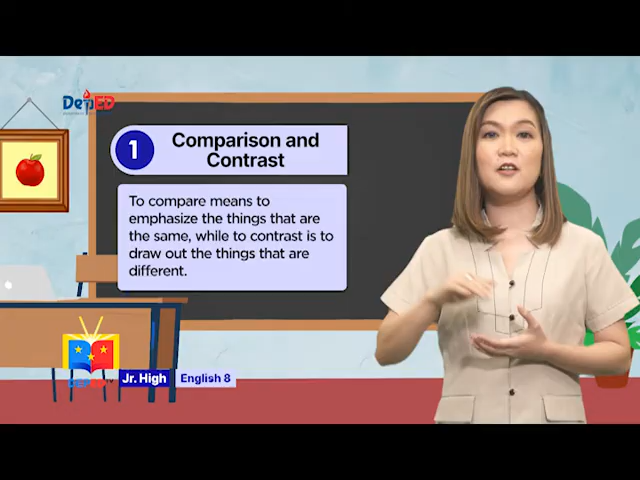 DepED
1
Comparison and
Contrast
To compare means to
emphasize the things that are
the same, while to contrast is to
draw out the things that are
different.
Jr. High
English 8